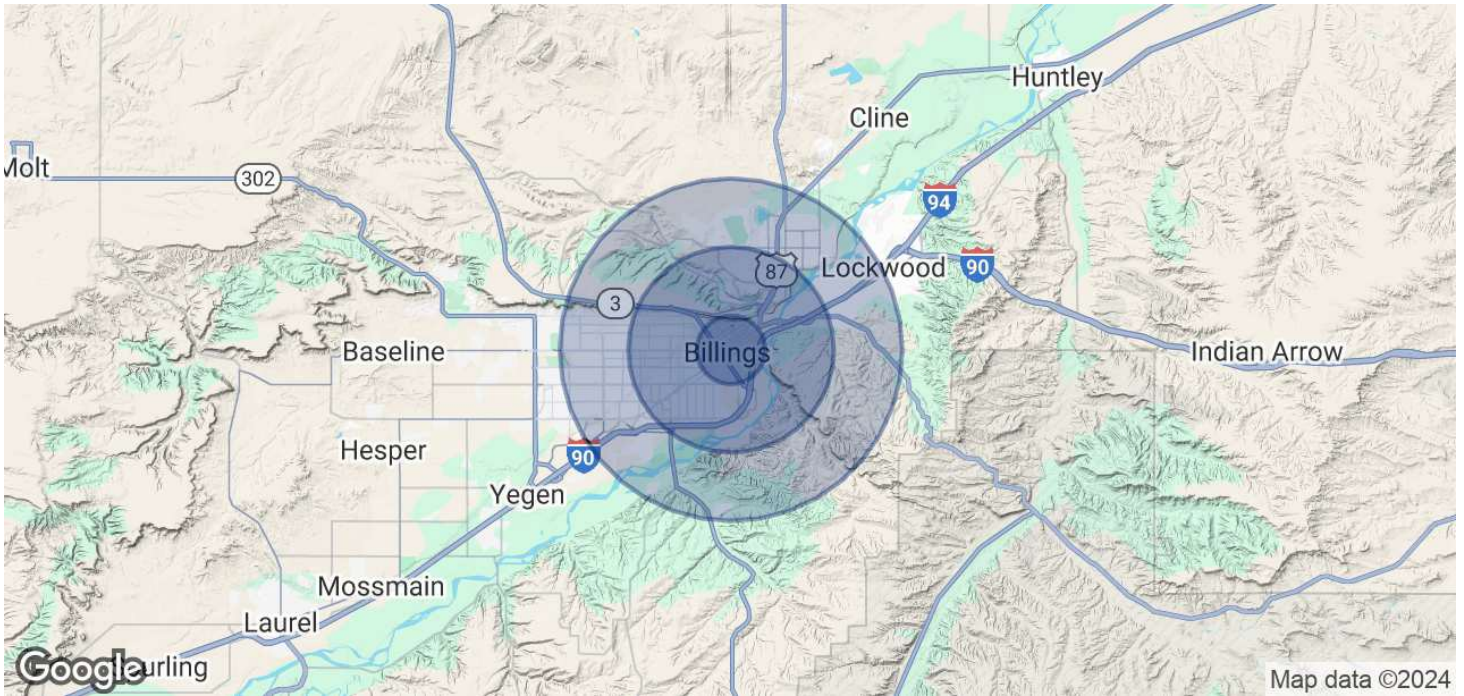 Huntley
Cline
Molt
302
94
87
Lockwood
90
3
Baseline
Billings
Indian Arrow
Hesper
90
Yegen
Mossmain
Laurel
Google
Map data ©2024